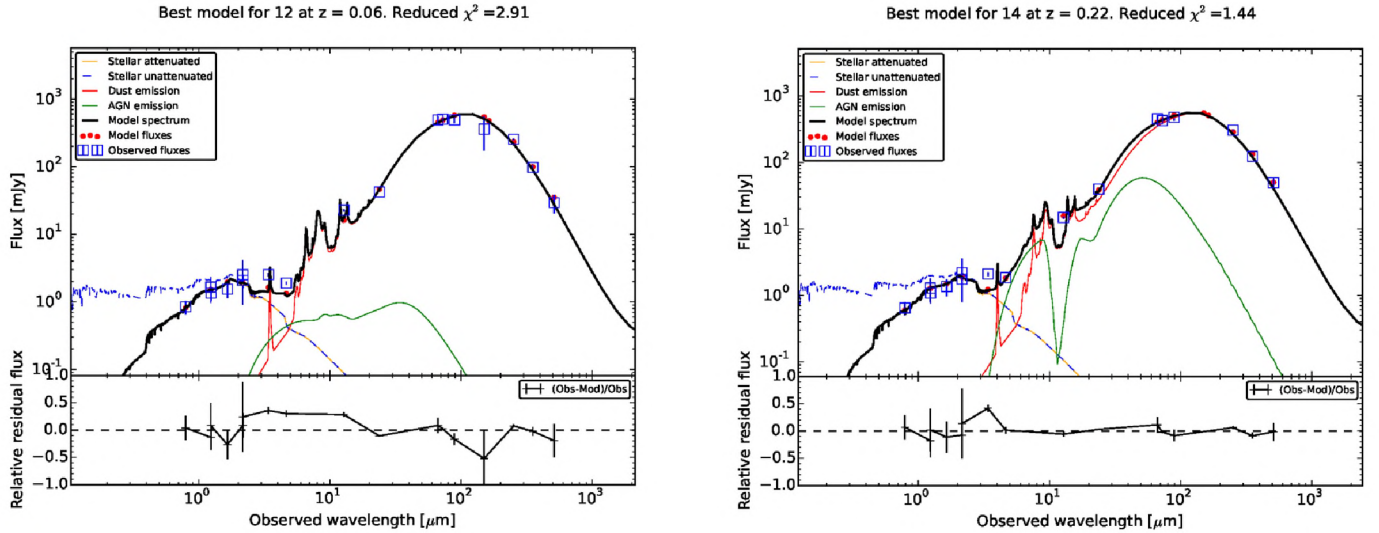 Best model for 12 at z = 0.06. Reduced χ² =2.91
Stellar attenuated
Stellar unattenuated
Dust emission
AGN emission
Model spectrum
Model fluxes
Observed fluxes
Flux [mJy]
10³
10²
10¹
10⁰
10⁻¹
(Obs-Mod)/Obs
Relative residual flux
1.0
0.5
0.0
−0.5
−1.0
10⁰ 10¹ 10² 10³
Observed wavelength [μm]
Best model for 14 at z = 0.22. Reduced χ² =1.44
Stellar attenuated
Stellar unattenuated
Dust emission
AGN emission
Model spectrum
Model fluxes
Observed fluxes
Flux [mJy]
10³
10²
10¹
10⁰
10⁻¹
(Obs-Mod)/Obs
Relative residual flux
1.0
0.5
0.0
−0.5
−1.0
10⁰ 10¹ 10² 10³
Observed wavelength [μm]